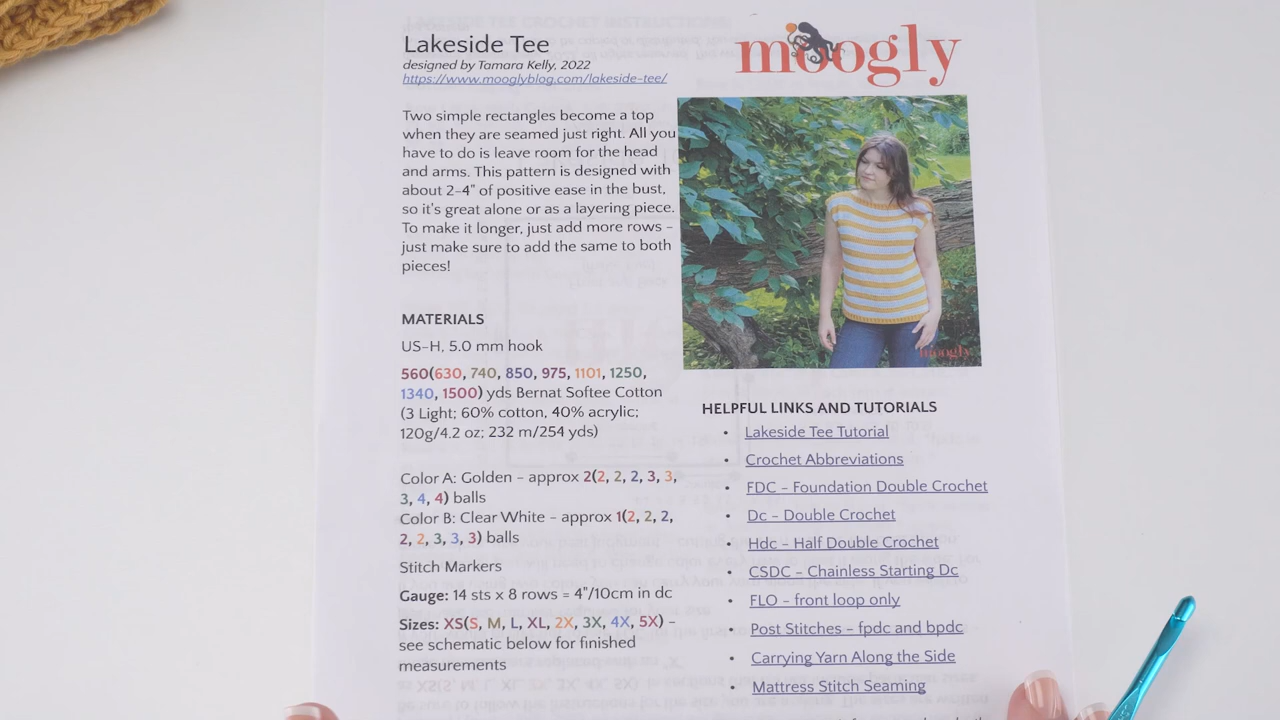 Lakeside Tee
designed by Tamara Kelly, 2022
https://www.mooglyblog.com/lakeside-tee/
moogly
Two simple rectangles become a top
when they are seamed just right. All you
have to do is leave room for the head
and arms. This pattern is designed with
about 2-4" of positive ease in the bust,
so it's great alone or as a layering piece.
To make it longer, just add more rows –
just make sure to add the same to both
pieces!
MATERIALS
US-H, 5.0 mm hook
560(630, 740, 850, 975, 1101, 1250,
1340, 1500) yds Bernat Softee Cotton
(3 Light; 60% cotton, 40% acrylic;
120g/4.2 oz; 232 m/254 yds)
Color A: Golden – approx 2(2, 2, 2, 3, 3,
3, 4, 4) balls
Color B: Clear White – approx 1(2, 2, 2,
2, 2, 3, 3, 3) balls
Stitch Markers
Gauge: 14 sts x 8 rows = 4"/10cm in dc
Sizes: XS(S, M, L, XL, 2X, 3X, 4X, 5X) –
see schematic below for finished
measurements
moogly
HELPFUL LINKS AND TUTORIALS
• Lakeside Tee Tutorial
• Crochet Abbreviations
• FDC – Foundation Double Crochet
• Dc – Double Crochet
• Hdc – Half Double Crochet
• CSDC – Chainless Starting Dc
• FLO – front loop only
• Post Stitches – fpdc and bpdc
• Carrying Yarn Along the Side
• Mattress Stitch Seaming